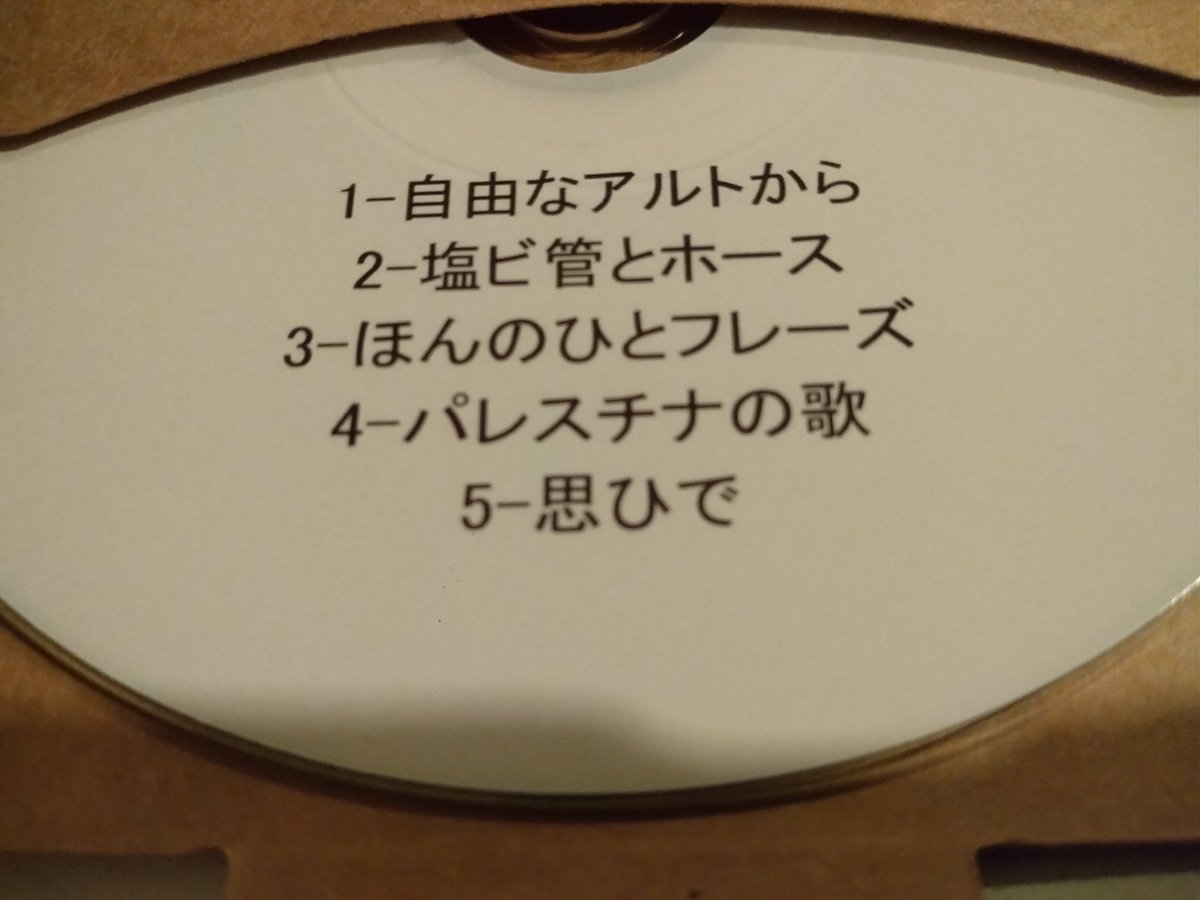 1-自由なアルトから
2-塩ビ管とホース
3-ほんのひとフレーズ
4-パレスチナの歌
5-思ひで